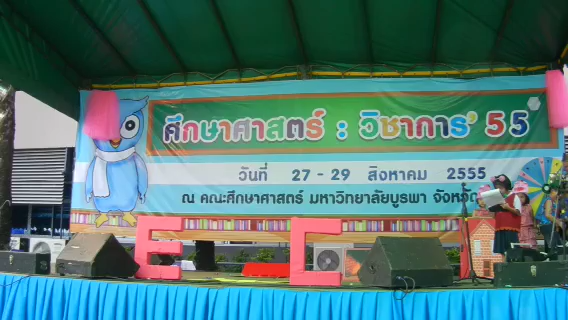 ศึกษาศาสตร์ : วิชาการ' 55
วันที่ 27 - 29 สิงหาคม 2555
ณ คณะศึกษาศาสตร์ มหาวิทยาลัยบูรพา จังหวัด
E C